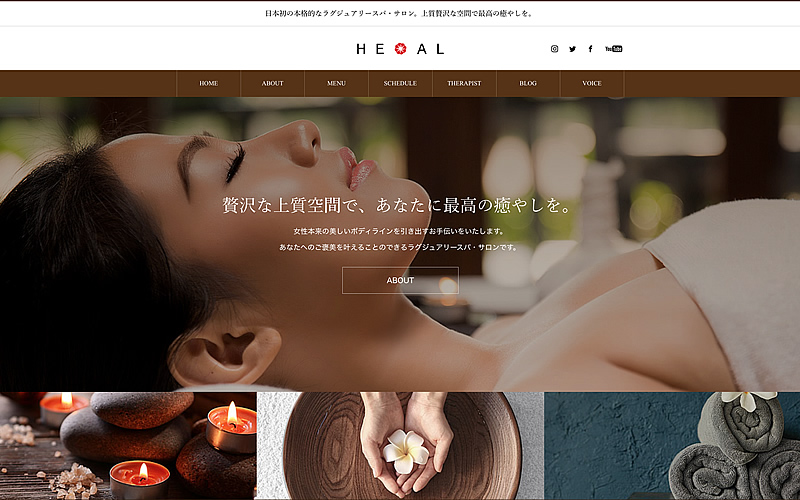 日本初の本格的なラグジュアリースパ・サロン。上質贅沢な空間で最高の癒やしを。
HEAL
YouTube
HOME ABOUT MENU SCHEDULE THERAPIST BLOG VOICE
贅沢な上質空間で、あなたに最高の癒やしを。
女性本来の美しいボディラインを引き出すお手伝いをいたします。
あなたへのご褒美を叶えることのできるラグジュアリースパ・サロンです。
ABOUT